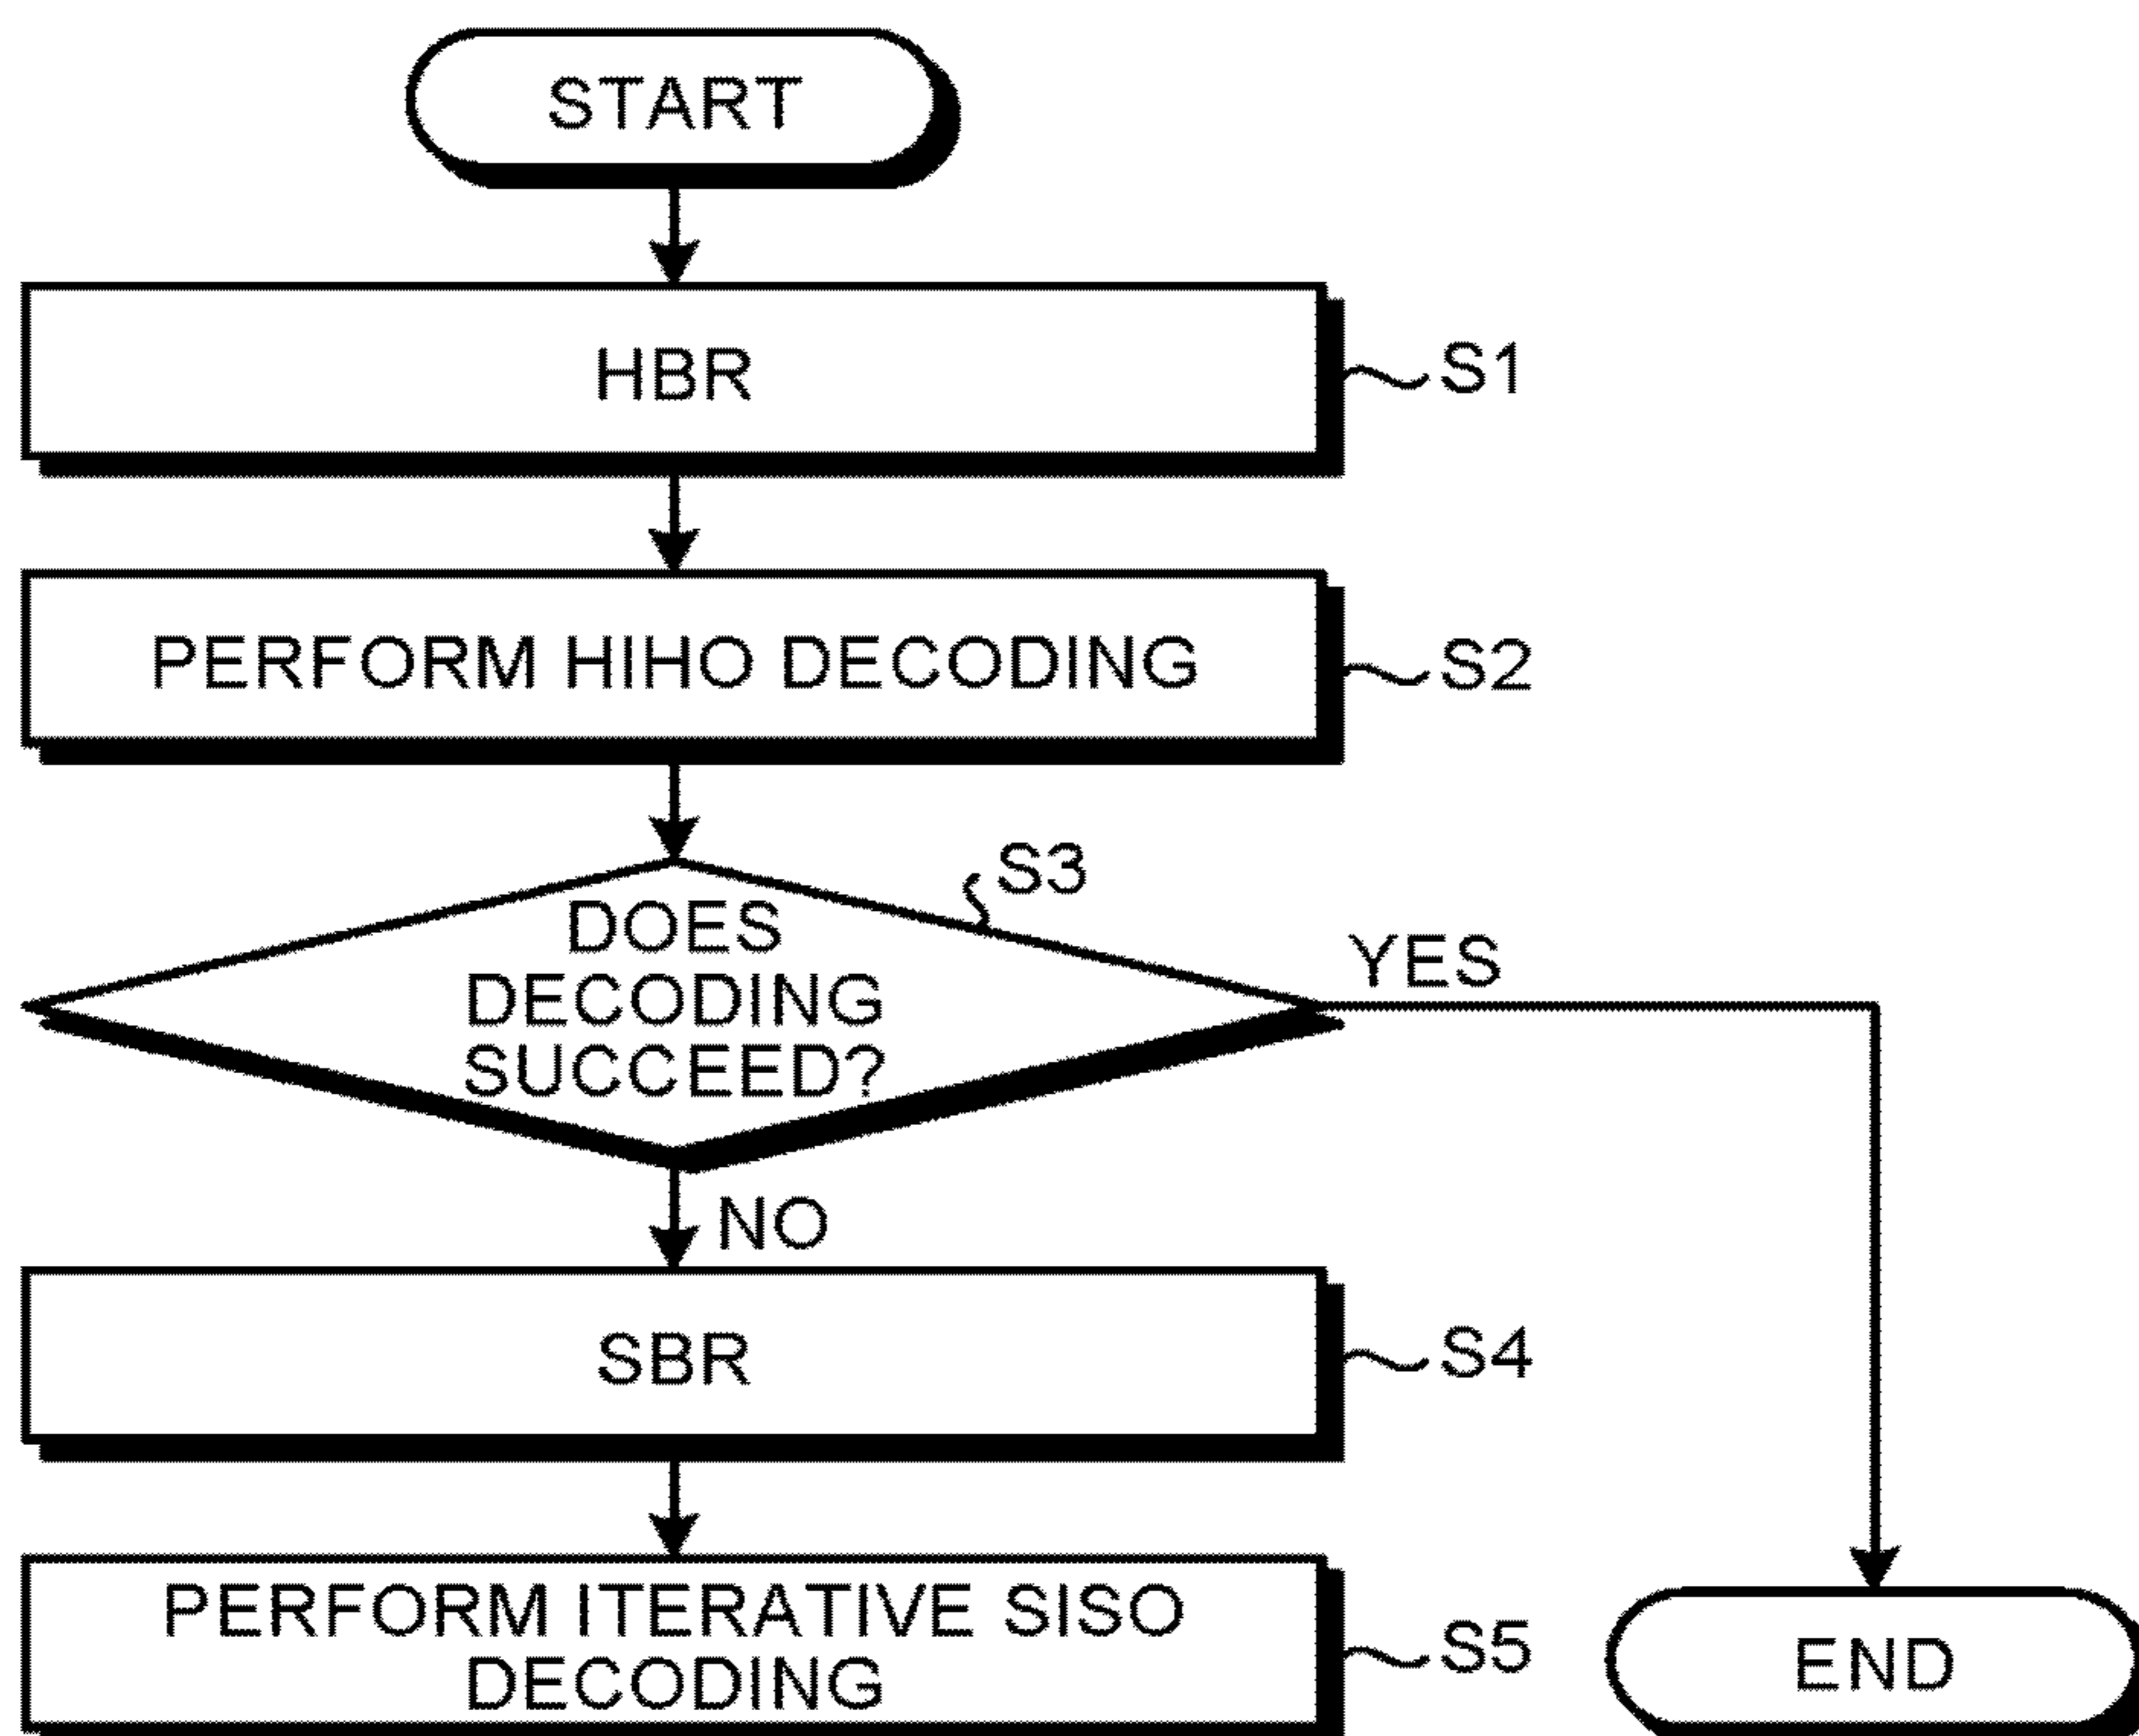 START
HBR
S1
PERFORM HIHO DECODING
S2
S3
DOES
DECODING
SUCCEED?
YES
NO
SBR
S4
PERFORM ITERATIVE SISO
DECODING
S5
END